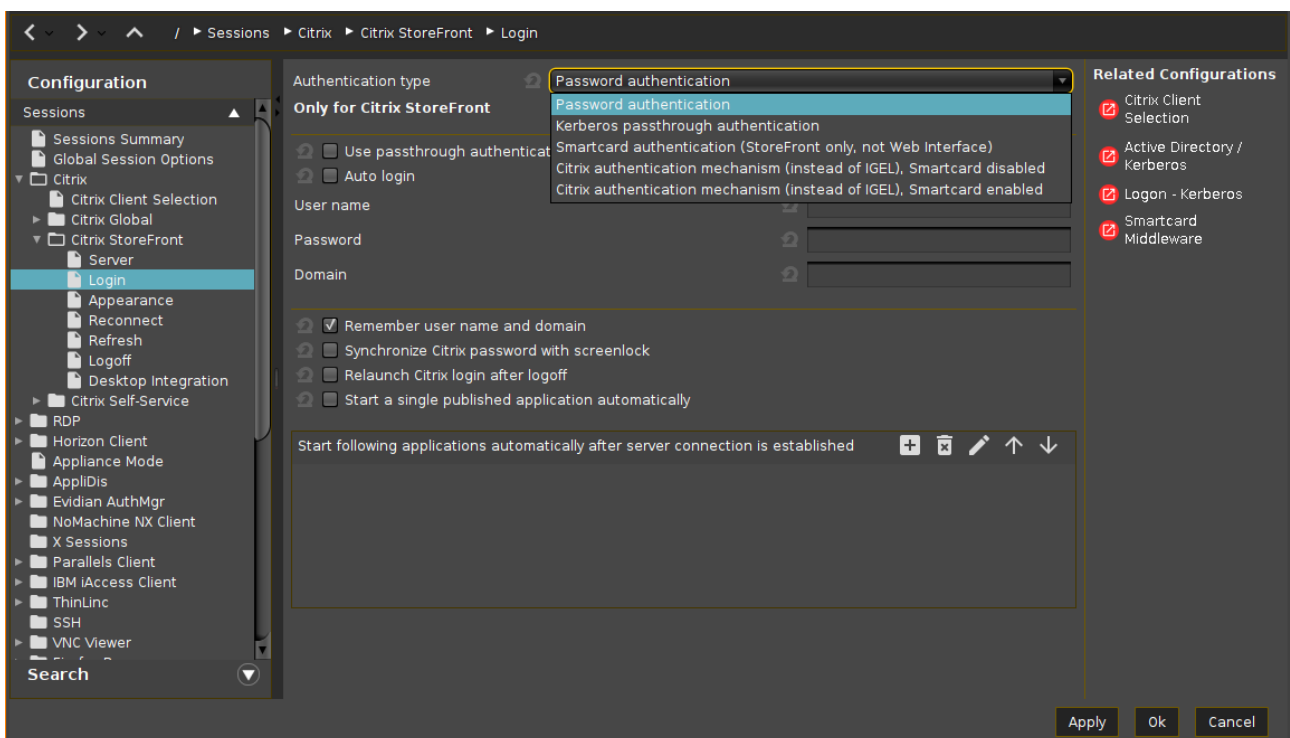 / Sessions Citrix Citrix StoreFront Login
Configuration
Sessions
Sessions Summary
Global Session Options
Citrix
Citrix Client Selection
Citrix Global
Citrix StoreFront
Server
Login
Appearance
Reconnect
Refresh
Logoff
Desktop Integration
Citrix Self-Service
RDP
Horizon Client
Appliance Mode
AppliDis
Evidian AuthMgr
NoMachine NX Client
X Sessions
Parallels Client
IBM iAccess Client
ThinLinc
SSH
VNC Viewer
Search
Authentication type
Password authentication
Only for Citrix StoreFront
Password authentication
Kerberos passthrough authentication
Smartcard authentication (StoreFront only, not Web Interface)
Citrix authentication mechanism (instead of IGEL), Smartcard disabled
Citrix authentication mechanism (instead of IGEL), Smartcard enabled
Use passthrough authenticat
Auto login
User name
Password
Domain
Remember user name and domain
Synchronize Citrix password with screenlock
Relaunch Citrix login after logoff
Start a single published application automatically
Start following applications automatically after server connection is established
Related Configurations
Citrix Client
Selection
Active Directory /
Kerberos
Logon - Kerberos
Smartcard
Middleware
Apply
Ok
Cancel